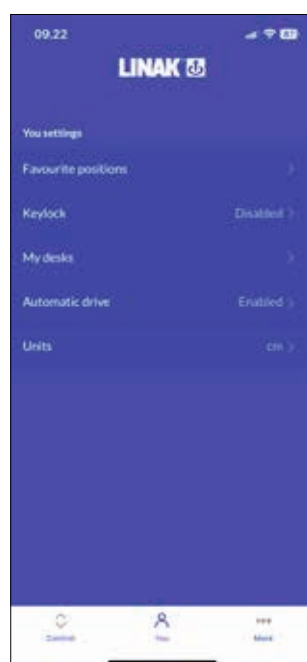 09.22
LINAK
You settings
Favourite positions
Keylock Disabled
My desks
Automatic drive Enabled
Units cm
Control You More